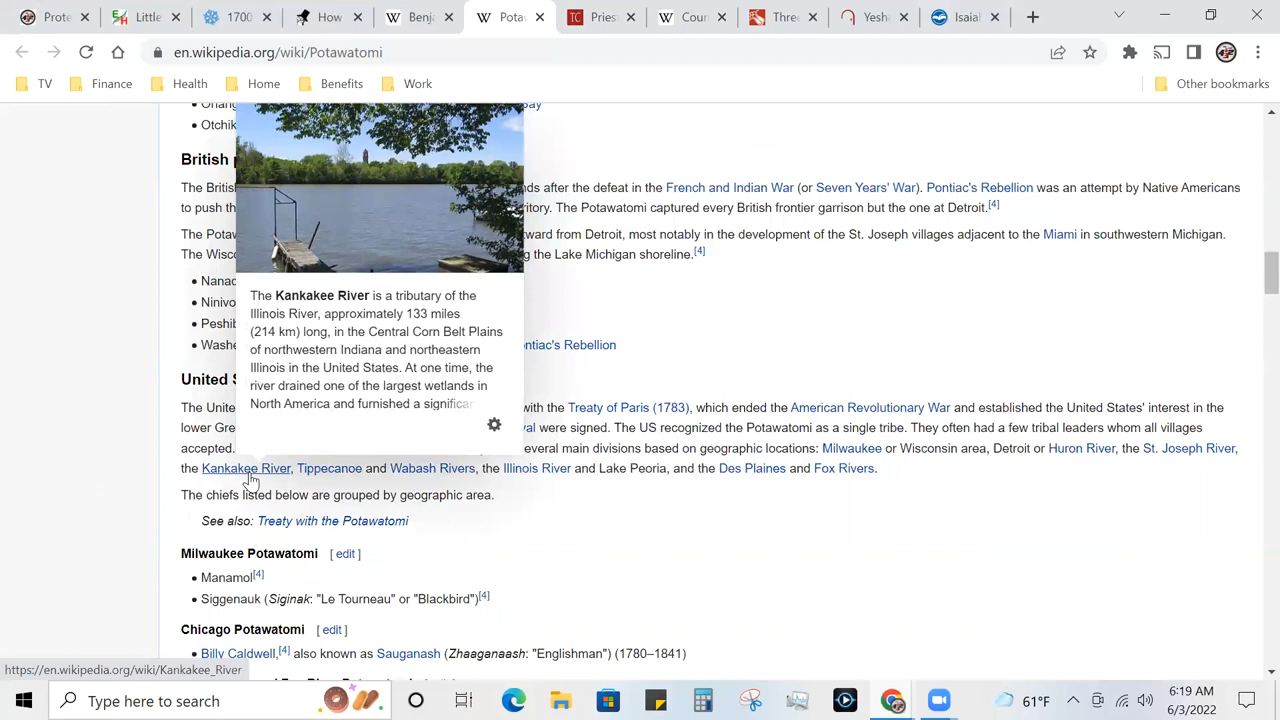 Prote
Little
1700
How
Benja
Potaw
Pries
Coun
Three
Yesha
Isaiah
en.wikipedia.org/wiki/Potawatomi
TV
Finance
Health
Home
Benefits
Work
Other bookmarks
Otchik
British
The Britis
nds after the defeat in the French and Indian War (or Seven Years' War). Pontiac's Rebellion was an attempt by Native Americans
to push th
ritory. The Potawatomi captured every British frontier garrison but the one at Detroit.[4]
The Potaw
ward from Detroit, most notably in the development of the St. Joseph villages adjacent to the Miami in southwestern Michigan.
The Wisc
g the Lake Michigan shoreline.[4]
• Nanao
• Niniv
• Peshib
• Washe
ntiac's Rebellion
The Kankakee River is a tributary of the
Illinois River, approximately 133 miles
(214 km) long, in the Central Corn Belt Plains
of northwestern Indiana and northeastern
Illinois in the United States. At one time, the
river drained one of the largest wetlands in
North America and furnished a significan
United S
The Unite
with the Treaty of Paris (1783), which ended the American Revolutionary War and established the United States' interest in the
lower Gre
val were signed. The US recognized the Potawatomi as a single tribe. They often had a few tribal leaders whom all villages
accepted.
everal main divisions based on geographic locations: Milwaukee or Wisconsin area, Detroit or Huron River, the St. Joseph River,
the Kankakee River, Tippecanoe and Wabash Rivers, the Illinois River and Lake Peoria, and the Des Plaines and Fox Rivers.
The chiefs listed below are grouped by geographic area.
See also: Treaty with the Potawatomi
Milwaukee Potawatomi [ edit ]
• Manamol[4]
• Siggenauk (Siginak: "Le Tourneau" or "Blackbird")[4]
Chicago Potawatomi [ edit ]
• Billy Caldwell,[4] also known as Sauganash (Zhaaganaash: "Englishman") (1780–1841)
https://en.wikipedia.org/wiki/Kankakee_River
Type here to search
61°F
6:19 AM
6/3/2022